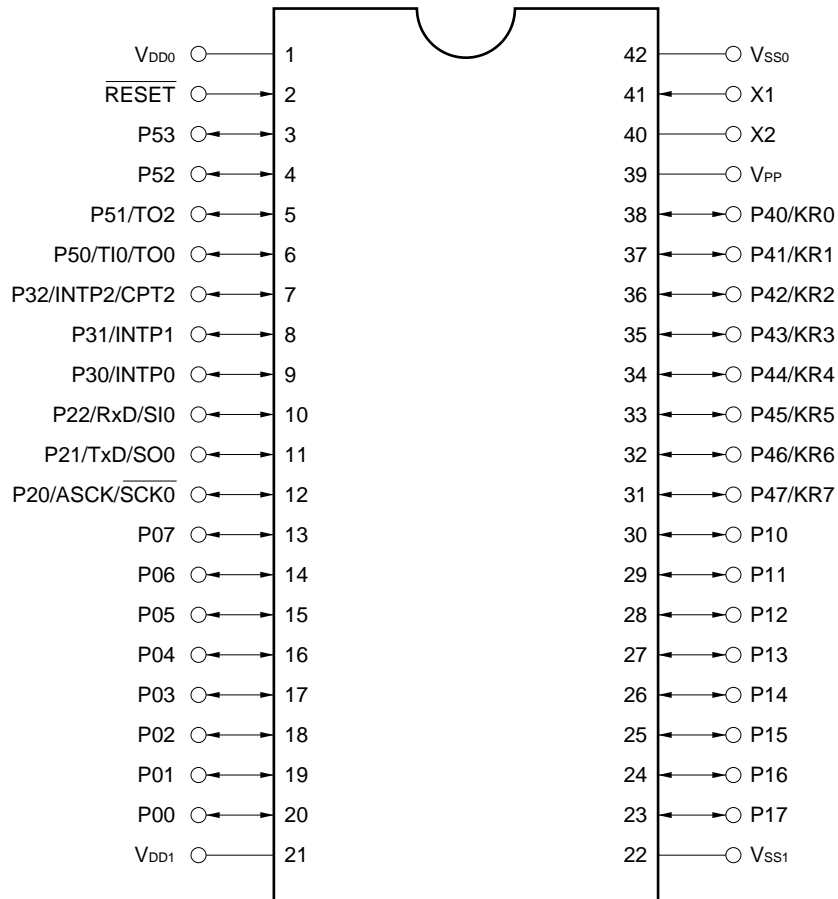 VDD0 1 42 VSS0
RESET 2 41 X1
P53 3 40 X2
P52 4 39 VPP
P51/TO2 5 38 P40/KR0
P50/TI0/TO0 6 37 P41/KR1
P32/INTP2/CPT2 7 36 P42/KR2
P31/INTP1 8 35 P43/KR3
P30/INTP0 9 34 P44/KR4
P22/RxD/SI0 10 33 P45/KR5
P21/TxD/SO0 11 32 P46/KR6
P20/ASCK/SCK0 12 31 P47/KR7
P07 13 30 P10
P06 14 29 P11
P05 15 28 P12
P04 16 27 P13
P03 17 26 P14
P02 18 25 P15
P01 19 24 P16
P00 20 23 P17
VDD1 21 22 VSS1